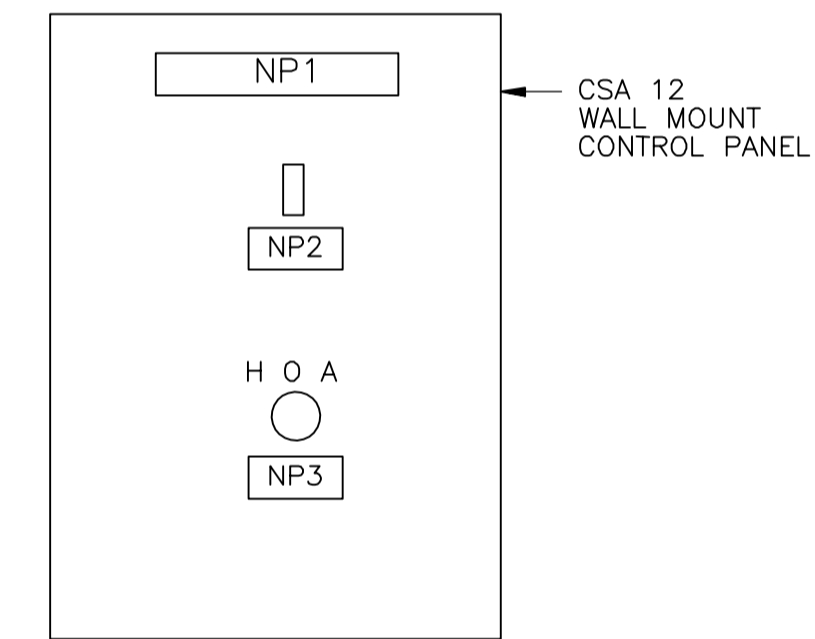 NP1
CSA 12
WALL MOUNT
CONTROL PANEL
NP2
H O A
NP3